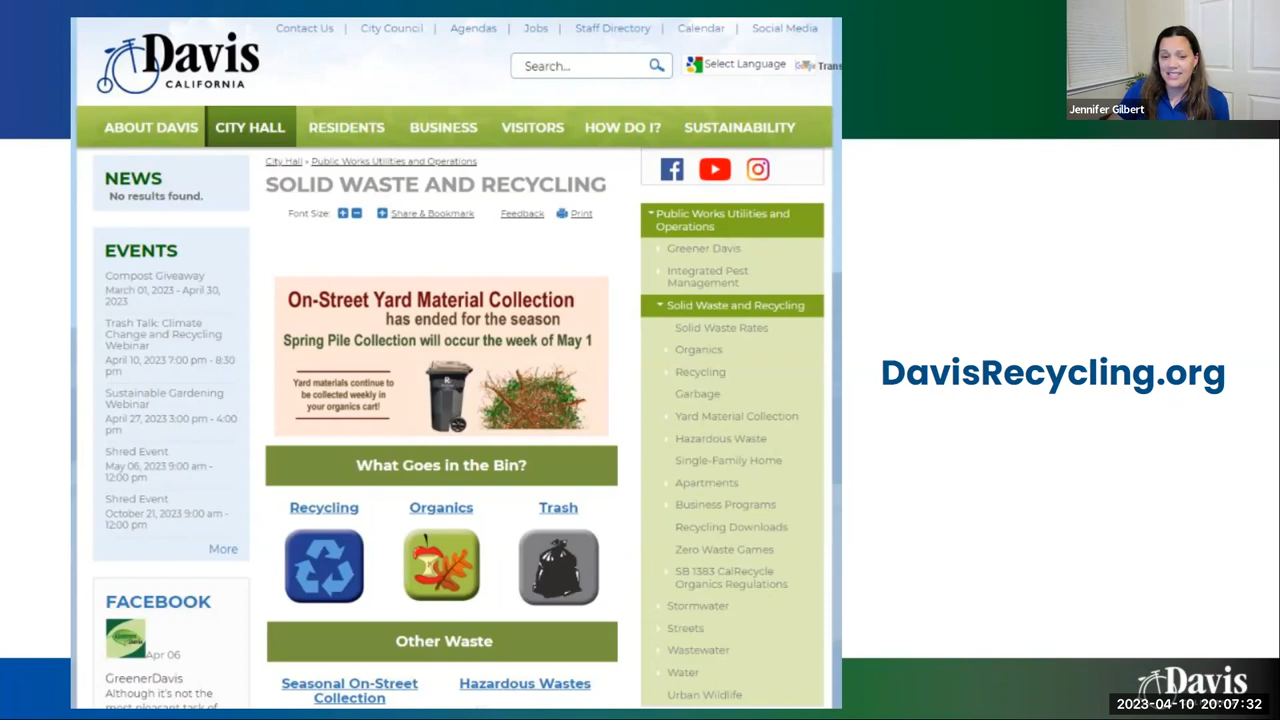 Contact Us | City Council | Agendas | Jobs | Staff Directory | Calendar | Social Media
Davis
CALIFORNIA
Search...
Select Language
ABOUT DAVIS
CITY HALL
RESIDENTS
BUSINESS
VISITORS
HOW DO I?
SUSTAINABILITY
NEWS
No results found.
EVENTS
Compost Giveaway
March 01, 2023 - April 30,
2023
Trash Talk: Climate
Change and Recycling
Webinar
April 10, 2023 7:00 pm - 8:30
pm
Sustainable Gardening
Webinar
April 27, 2023 3:00 pm - 4:00
pm
Shred Event
May 06, 2023 9:00 am -
12:00 pm
Shred Event
October 21, 2023 9:00 am -
12:00 pm
More
FACEBOOK
Apr 06
GreenerDavis
Although it's not the
most pleasant task of
City Hall » Public Works Utilities and Operations
SOLID WASTE AND RECYCLING
Font Size: + - + Share & Bookmark Feedback Print
On-Street Yard Material Collection
has ended for the season
Spring Pile Collection will occur the week of May 1
Yard materials continue to
be collected weekly in
your organics cart!
What Goes in the Bin?
Recycling
Organics
Trash
Other Waste
Seasonal On-Street
Collection
Hazardous Wastes
Public Works Utilities and
Operations
Greener Davis
Integrated Pest
Management
Solid Waste and Recycling
Solid Waste Rates
Organics
Recycling
Garbage
Yard Material Collection
Hazardous Waste
Single-Family Home
Apartments
Business Programs
Recycling Downloads
Zero Waste Games
SB 1383 CalRecycle
Organics Regulations
Stormwater
Streets
Wastewater
Water
Urban Wildlife
Jennifer Gilbert
DavisRecycling.org
Davis
2023-04-10 20:07:32